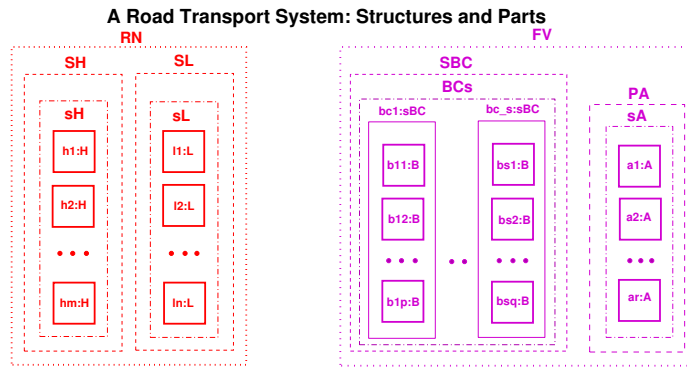 A Road Transport System: Structures and Parts
RN
FV
SH
SL
SBC
BCs
PA
sH
sL
bc1:sBC
bc_s:sBC
sA
h1:H
l1:L
b11:B
bs1:B
a1:A
h2:H
l2:L
b12:B
bs2:B
a2:A
• • •
• • •
• • •
• •
• • •
• • •
hm:H
ln:L
b1p:B
bsq:B
ar:A